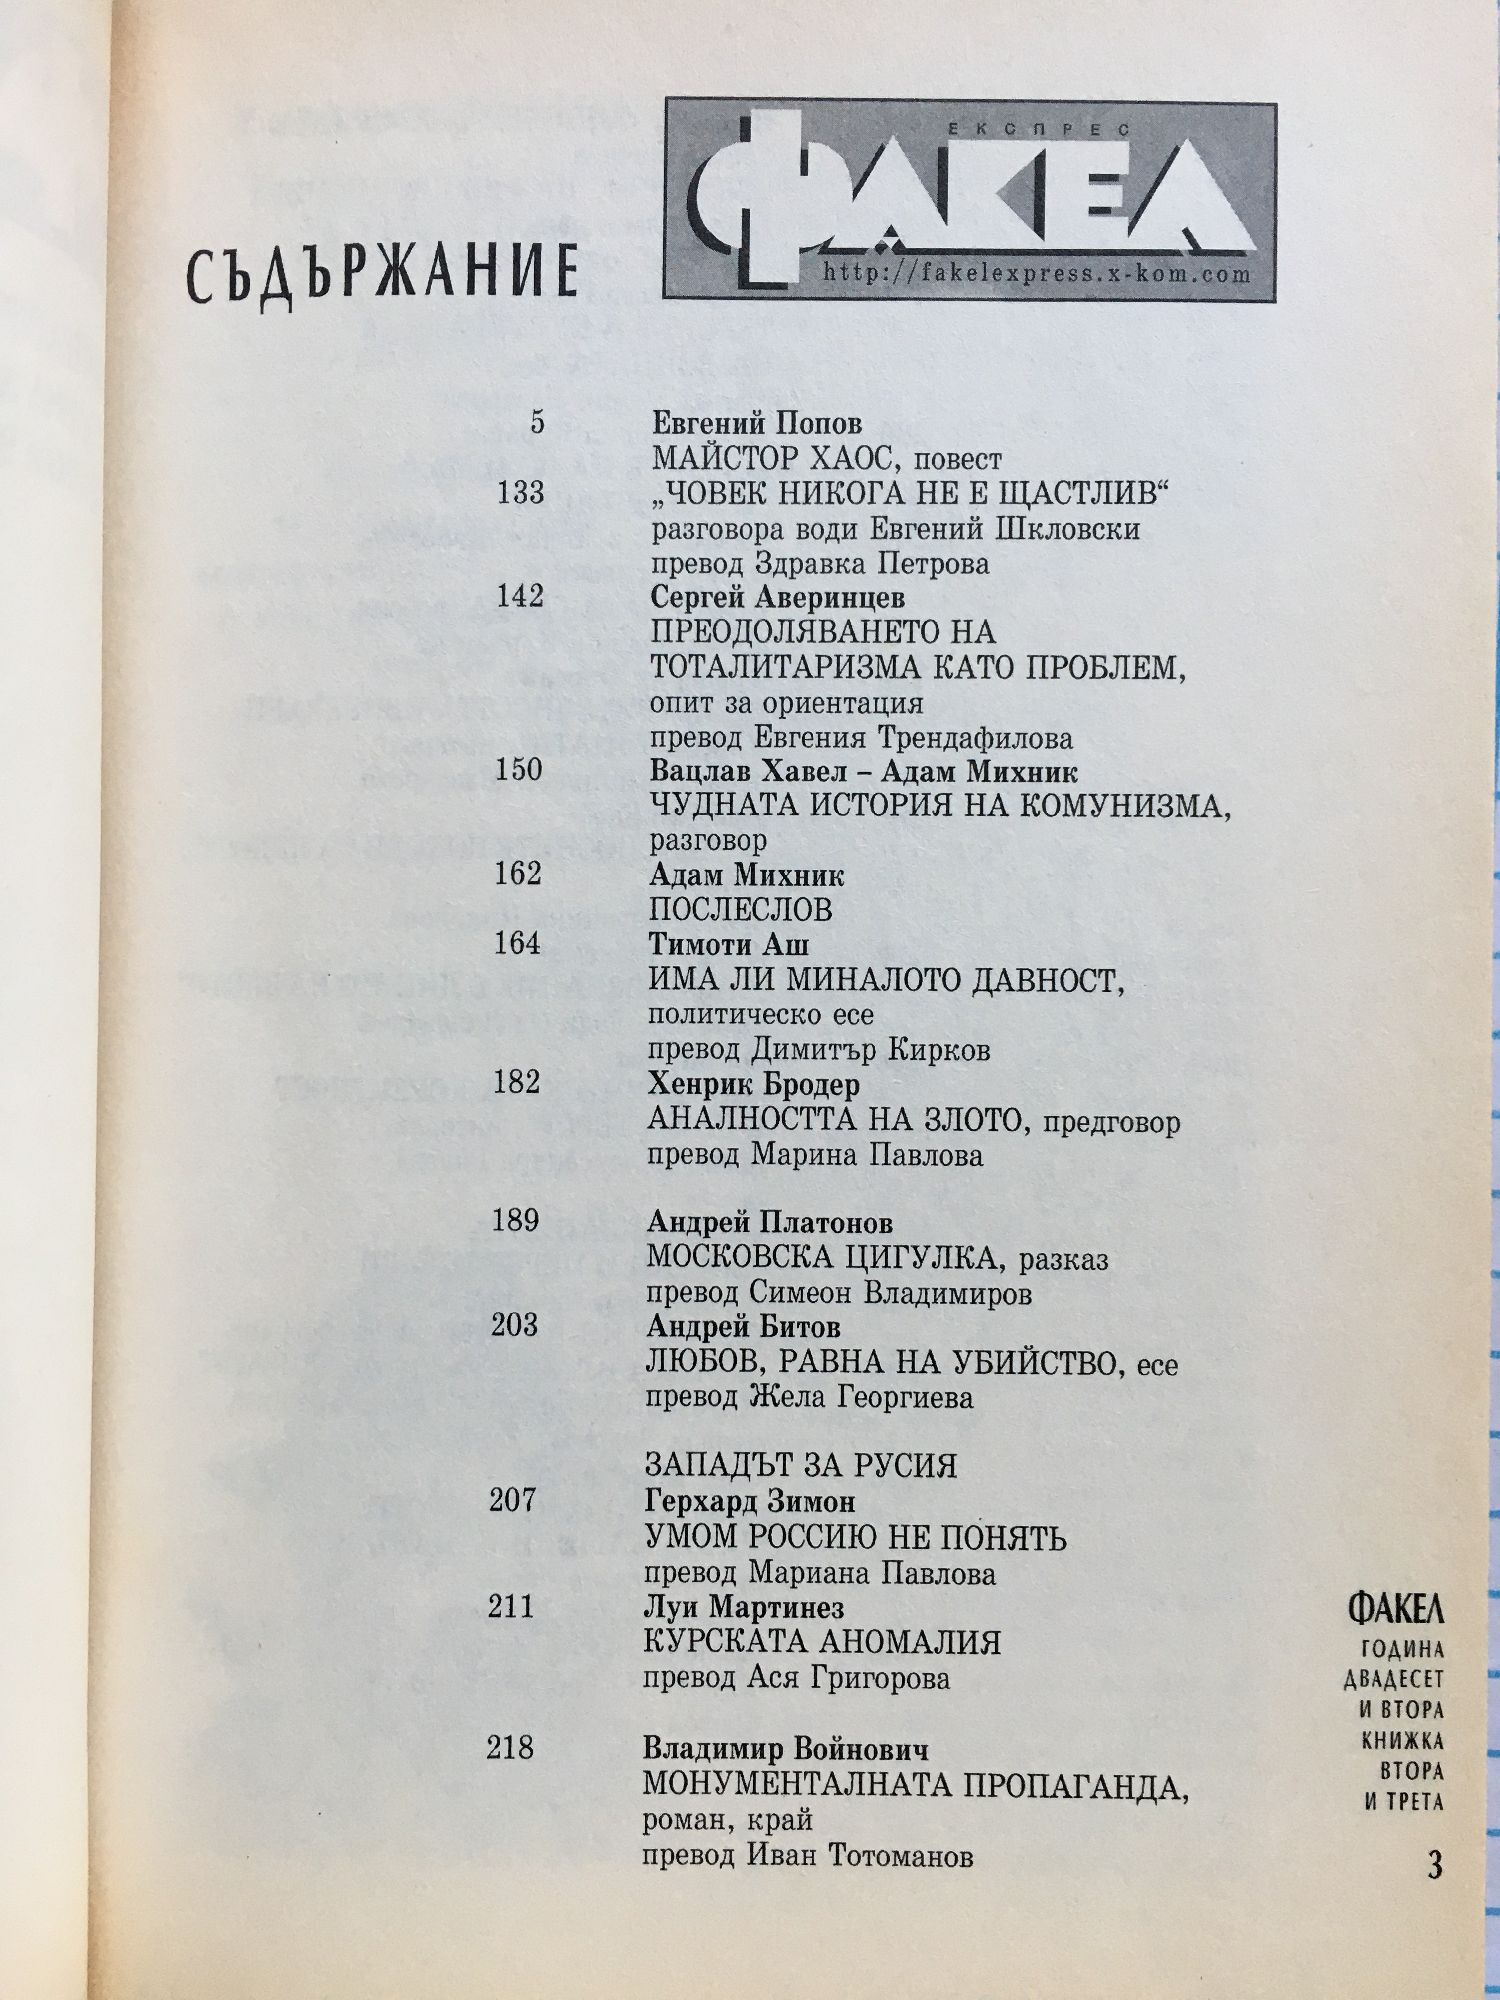 СЪДЪРЖАНИЕ
ЕКСПРЕС
ФАКЕЛ
http://fakelexpress.x-kom.com
5 Евгений Попов
МАЙСТОР ХАОС, повест
133 „ЧОВЕК НИКОГА НЕ Е ЩАСТЛИВ“
разговора води Евгений Шкловски
превод Здравка Петрова
142 Сергей Аверинцев
ПРЕОДОЛЯВАНЕТО НА
ТОТАЛИТАРИЗМА КАТО ПРОБЛЕМ,
опит за ориентация
превод Евгения Трендафилова
150 Вацлав Хавел – Адам Михник
ЧУДНАТА ИСТОРИЯ НА КОМУНИЗМА,
разговор
162 Адам Михник
ПОСЛЕСЛОВ
164 Тимоти Аш
ИМА ЛИ МИНАЛОТО ДАВНОСТ,
политическо есе
превод Димитър Кирков
182 Хенрик Бродер
АНАЛНОСТТА НА ЗЛОТО, предговор
превод Марина Павлова
189 Андрей Платонов
МОСКОВСКА ЦИГУЛКА, разказ
превод Симеон Владимиров
203 Андрей Битов
ЛЮБОВ, РАВНА НА УБИЙСТВО, есе
превод Жела Георгиева
ЗАПАДЪТ ЗА РУСИЯ
207 Герхард Зимон
УМОМ РОССИЮ НЕ ПОНЯТЬ
превод Мариана Павлова
211 Луи Мартинез
КУРСКАТА АНОМАЛИЯ
превод Ася Григорова
218 Владимир Войнович
МОНУМЕНТАЛНАТА ПРОПАГАНДА,
роман, край
превод Иван Тотоманов
ФАКЕЛ
ГОДИНА
ДВАДЕСЕТ
И ВТОРА
КНИЖКА
ВТОРА
И ТРЕТА
3